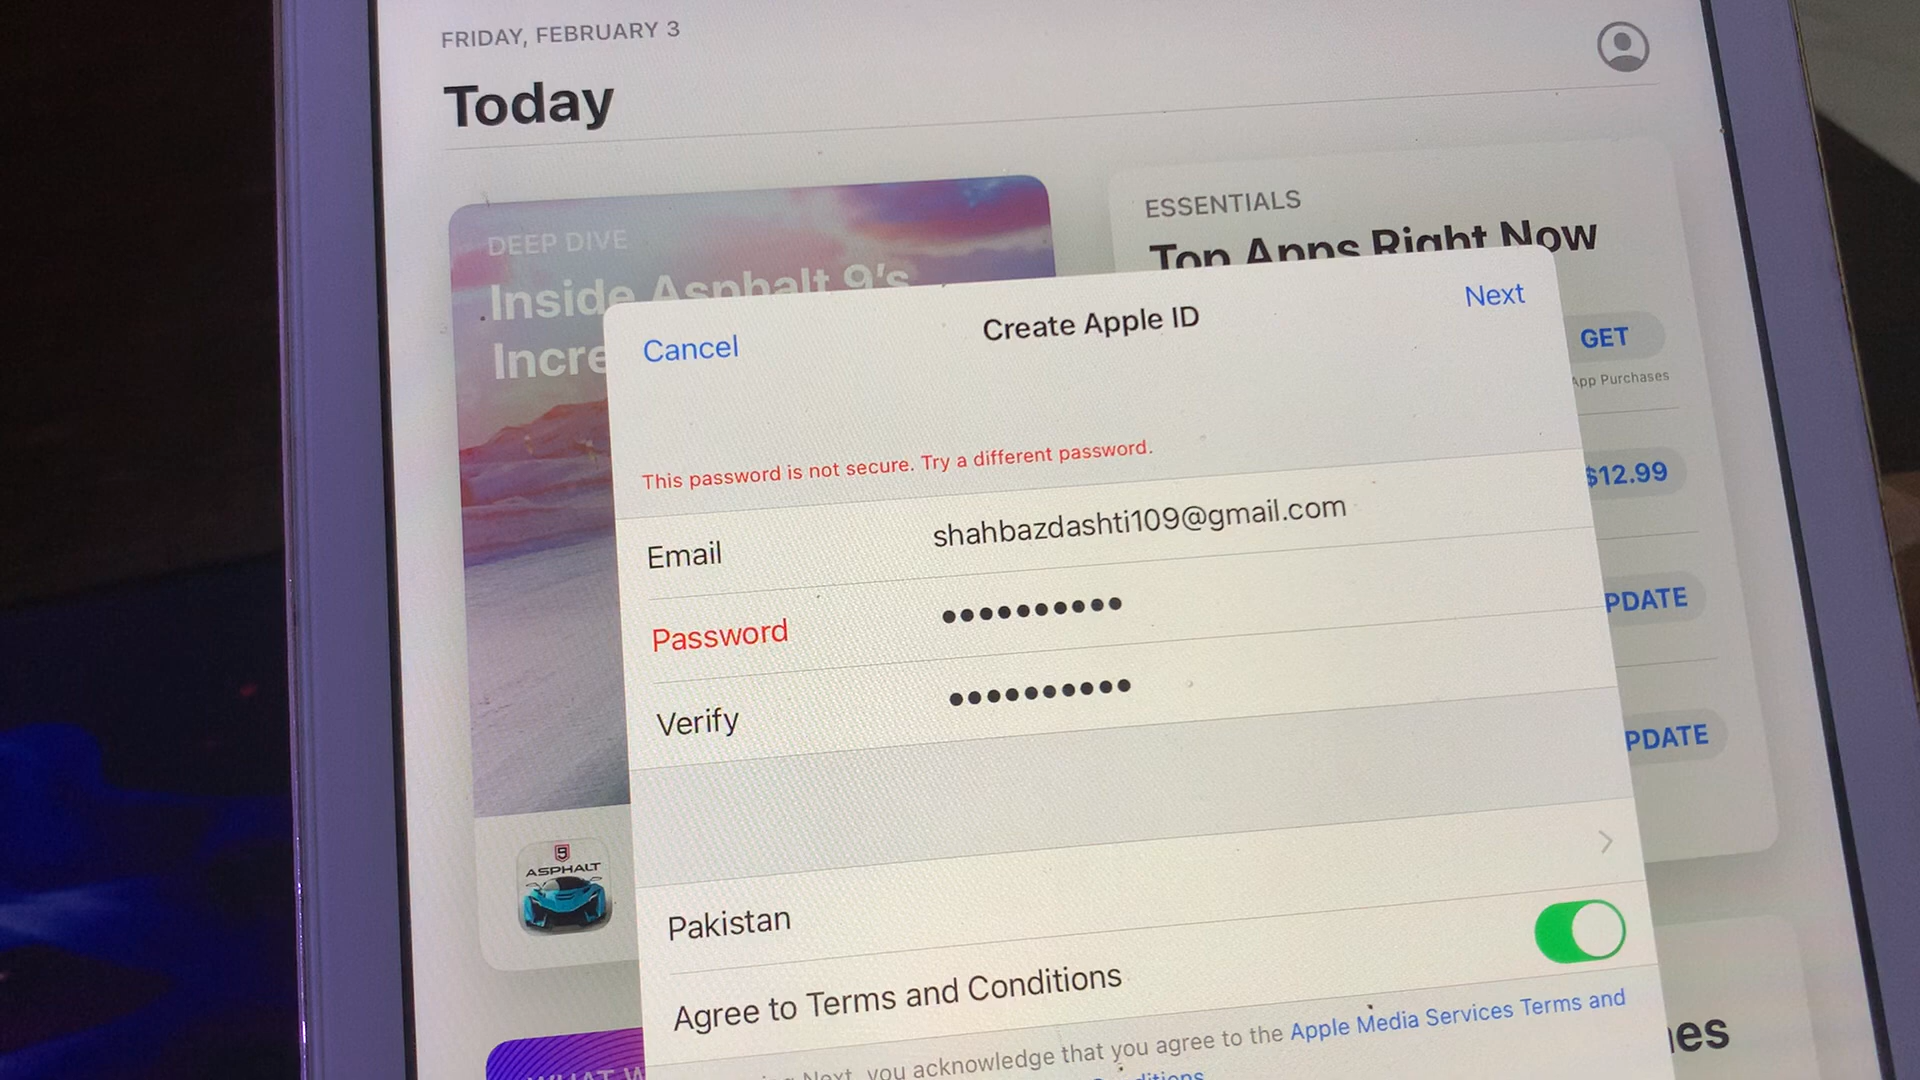 FRIDAY, FEBRUARY 3
Today
DEEP DIVE
Inside Asphalt 9's
Incre
ESSENTIALS
Top Apps Right Now
GET
App Purchases
$12.99
PDATE
PDATE
Cancel
Create Apple ID
Next
This password is not secure. Try a different password.
Email
shahbazdashti109@gmail.com
Password
••••••••••
Verify
••••••••••
Pakistan
Agree to Terms and Conditions
Next, you acknowledge that you agree to the Apple Media Services Terms and
9
ASPHALT
WHAT W
nes